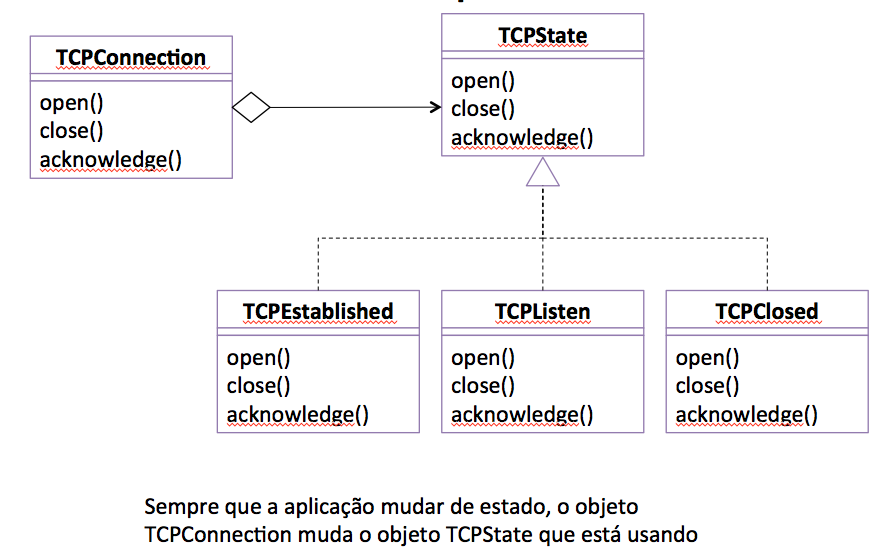 TCPConnection
open()
close()
acknowledge()
TCPState
open()
close()
acknowledge()
TCPEstablished
open()
close()
acknowledge()
TCPListen
open()
close()
acknowledge()
TCPClosed
open()
close()
acknowledge()
Sempre que a aplicação mudar de estado, o objeto
TCPConnection muda o objeto TCPState que está usando